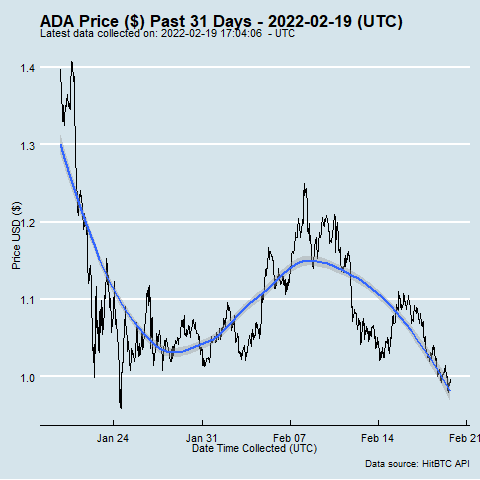 ADA Price ($) Past 31 Days - 2022-02-19 (UTC)
Latest data collected on: 2022-02-19 17:04:06  - UTC
1.4
1.3
1.2
1.1
1.0
Price USD ($)
Jan 24
Jan 31
Feb 07
Feb 14
Feb 21
Date Time Collected (UTC)
Data source: HitBTC API